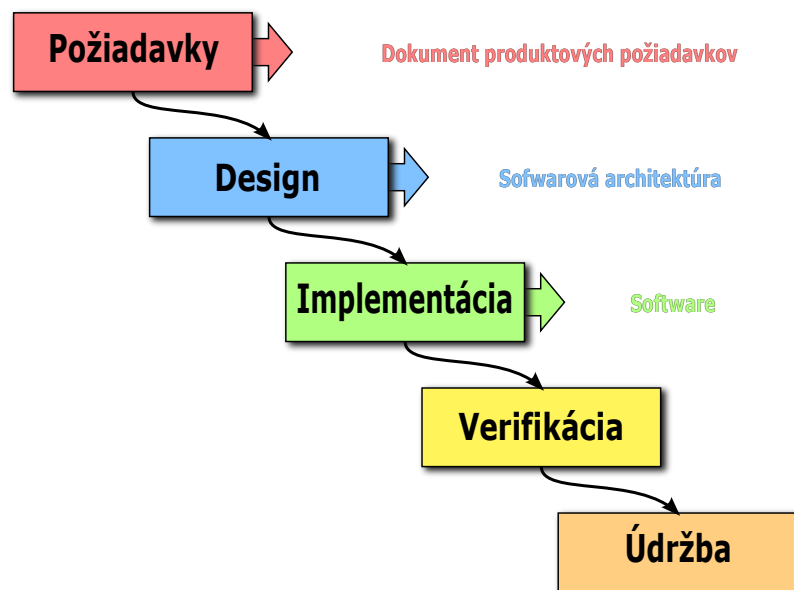 Požiadavky
Dokument produktových požiadavkov
Design
Sofwarová architektúra
Implementácia
Software
Verifikácia
Údržba